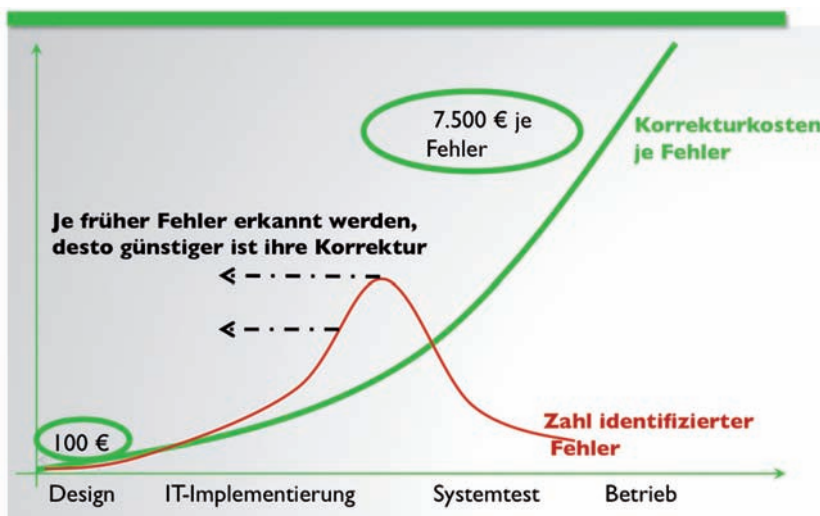 7.500 € je
Fehler
Korrekturkosten
je Fehler
Je früher Fehler erkannt werden,
desto günstiger ist ihre Korrektur
100 €
Zahl identifizierter
Fehler
Design IT-Implementierung Systemtest Betrieb